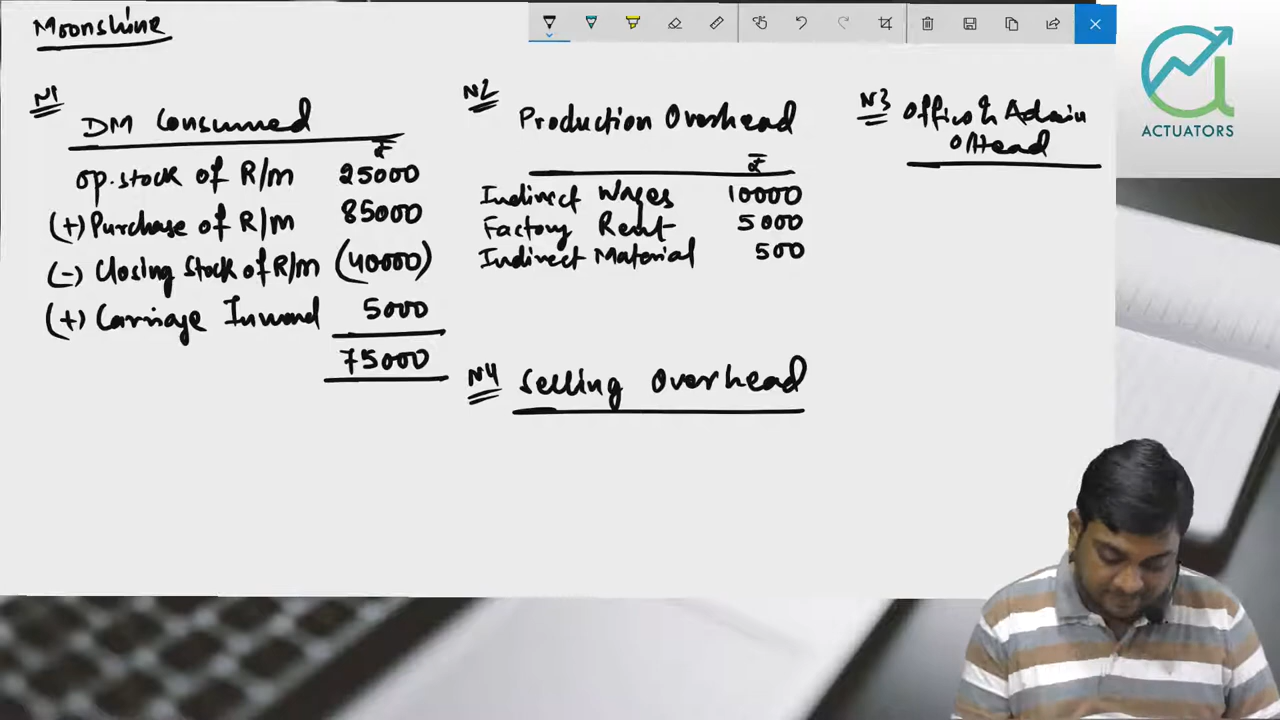 Moonshine
N1
DM Consumed
₹
Op. stock of R/m 25000
(+) Purchase of R/m 85000
(-) Closing Stock of R/m (40000)
(+) Carriage Inward 5000
75000
N2
Production Overhead
₹
Indirect Wages 10000
Factory Rent 5000
Indirect Material 500
N4 Selling Overhead
N3 Office & Admin
O/Head
ACTUATORS